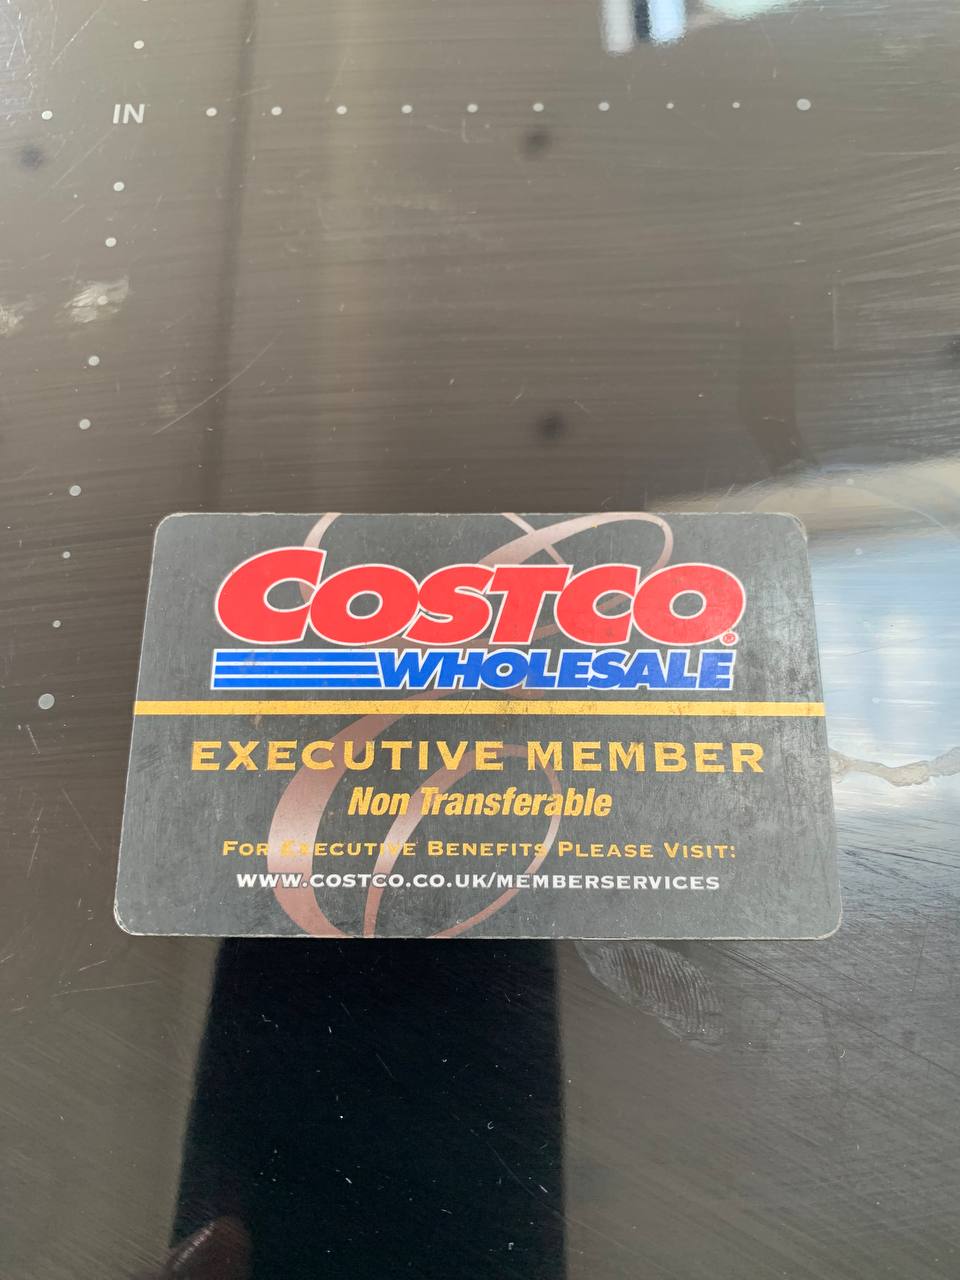 IN
COSTCO®
WHOLESALE
EXECUTIVE MEMBER
Non Transferable
FOR EXECUTIVE BENEFITS PLEASE VISIT:
WWW.COSTCO.CO.UK/MEMBERSERVICES